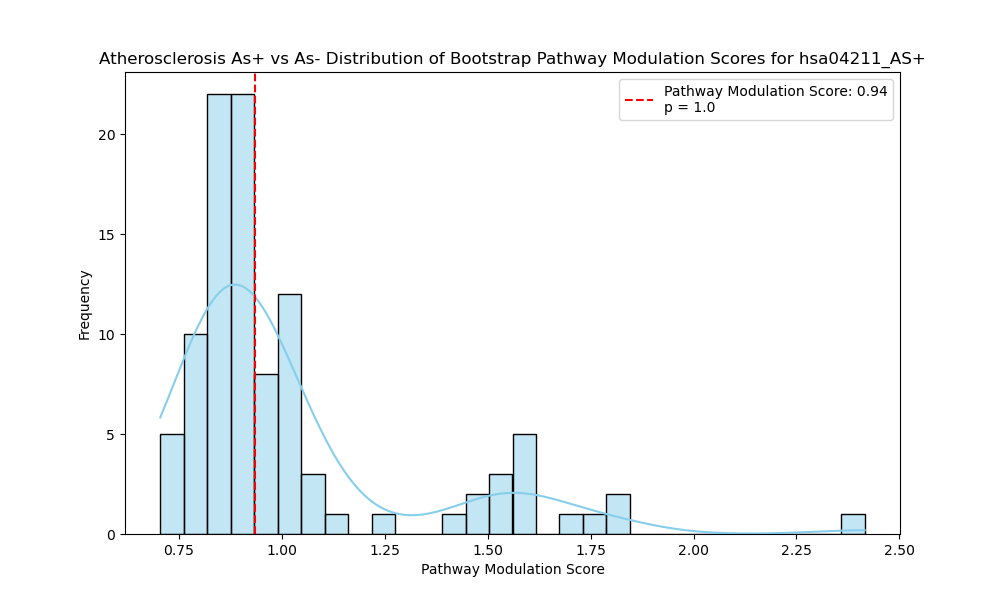 Atherosclerosis As+ vs As- Distribution of Bootstrap Pathway Modulation Scores for hsa04211_AS+
Pathway Modulation Score: 0.94
p = 1.0
Frequency
20
15
10
5
0
0.75 1.00 1.25 1.50 1.75 2.00 2.25 2.50
Pathway Modulation Score